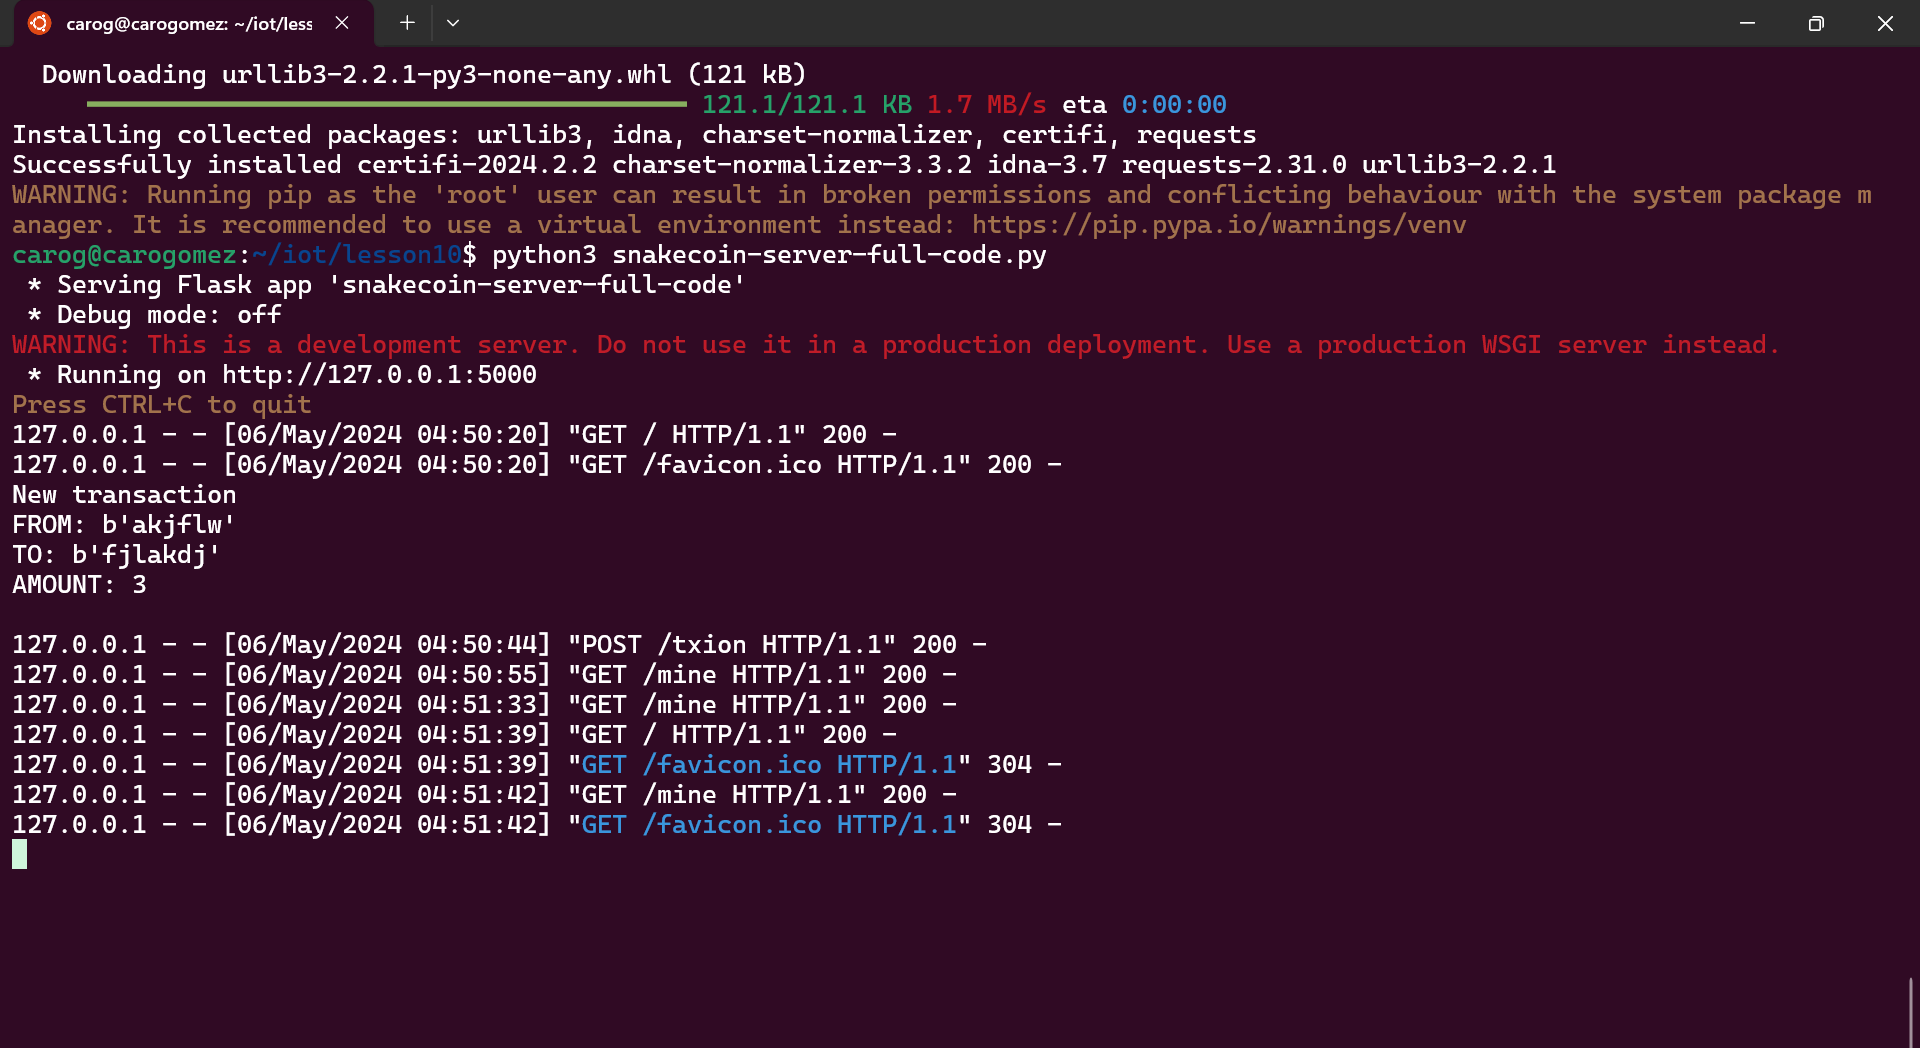 carog@carogomez: ~/iot/less
Downloading urllib3-2.2.1-py3-none-any.whl (121 kB)
121.1/121.1 KB 1.7 MB/s eta 0:00:00
Installing collected packages: urllib3, idna, charset-normalizer, certifi, requests
Successfully installed certifi-2024.2.2 charset-normalizer-3.3.2 idna-3.7 requests-2.31.0 urllib3-2.2.1
WARNING: Running pip as the 'root' user can result in broken permissions and conflicting behaviour with the system package m
anager. It is recommended to use a virtual environment instead: https://pip.pypa.io/warnings/venv
carog@carogomez:~/iot/lesson10$ python3 snakecoin-server-full-code.py
* Serving Flask app 'snakecoin-server-full-code'
* Debug mode: off
WARNING: This is a development server. Do not use it in a production deployment. Use a production WSGI server instead.
* Running on http://127.0.0.1:5000
Press CTRL+C to quit
127.0.0.1 - - [06/May/2024 04:50:20] "GET / HTTP/1.1" 200 -
127.0.0.1 - - [06/May/2024 04:50:20] "GET /favicon.ico HTTP/1.1" 200 -
New transaction
FROM: b'akjflw'
TO: b'fjlakdj'
AMOUNT: 3
127.0.0.1 - - [06/May/2024 04:50:44] "POST /txion HTTP/1.1" 200 -
127.0.0.1 - - [06/May/2024 04:50:55] "GET /mine HTTP/1.1" 200 -
127.0.0.1 - - [06/May/2024 04:51:33] "GET /mine HTTP/1.1" 200 -
127.0.0.1 - - [06/May/2024 04:51:39] "GET / HTTP/1.1" 200 -
127.0.0.1 - - [06/May/2024 04:51:39] "GET /favicon.ico HTTP/1.1" 304 -
127.0.0.1 - - [06/May/2024 04:51:42] "GET /mine HTTP/1.1" 200 -
127.0.0.1 - - [06/May/2024 04:51:42] "GET /favicon.ico HTTP/1.1" 304 -